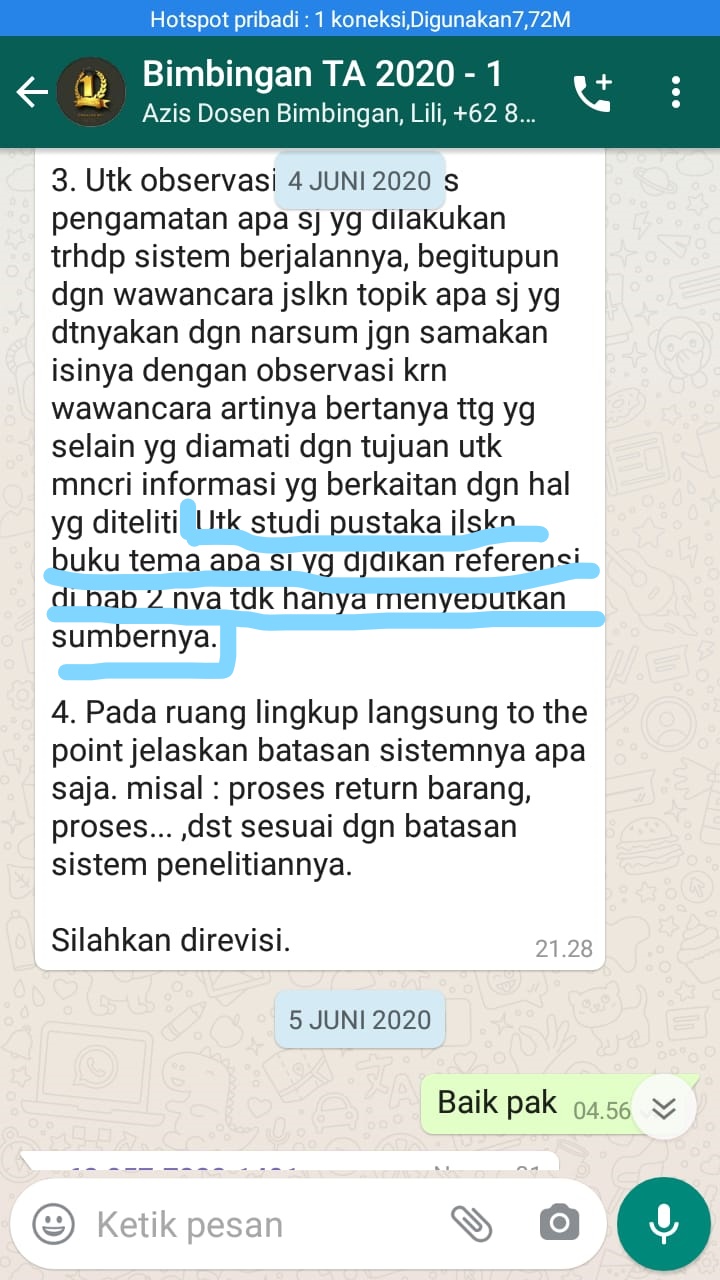 Hotspot pribadi : 1 koneksi,Digunakan7,72M
Bimbingan TA 2020 - 1
Azis Dosen Bimbingan, Lili, +62 8...
4 JUNI 2020
3. Utk observasi s
pengamatan apa sj yg dilakukan
trhdp sistem berjalannya, begitupun
dgn wawancara jslkn topik apa sj yg
dtnyakan dgn narsum jgn samakan
isinya dengan observasi krn
wawancara artinya bertanya ttg yg
selain yg diamati dgn tujuan utk
mncri informasi yg berkaitan dgn hal
yg diteliti. Utk studi pustaka jlskn
buku tema apa sj yg djdikan referensi
di bab 2 nya tdk hanya menyebutkan
sumbernya.
4. Pada ruang lingkup langsung to the
point jelaskan batasan sistemnya apa
saja. misal : proses return barang,
proses... ,dst sesuai dgn batasan
sistem penelitiannya.
Silahkan direvisi.
21.28
5 JUNI 2020
Baik pak 04.56
Ketik pesan